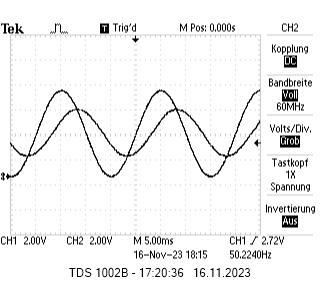 Tek T Trig'd M Pos: 0.000s CH2
Kopplung
DC
Bandbreite
Voll
60MHz
Volts/Div.
Grob
Tastkopf
1X
Spannung
Invertierung
Aus
CH1 2.00V CH2 2.00V M 5.00ms CH1 / 2.72V
16-Nov-23 18:15 50.2240Hz
TDS 1002B - 17:20:36 16.11.2023